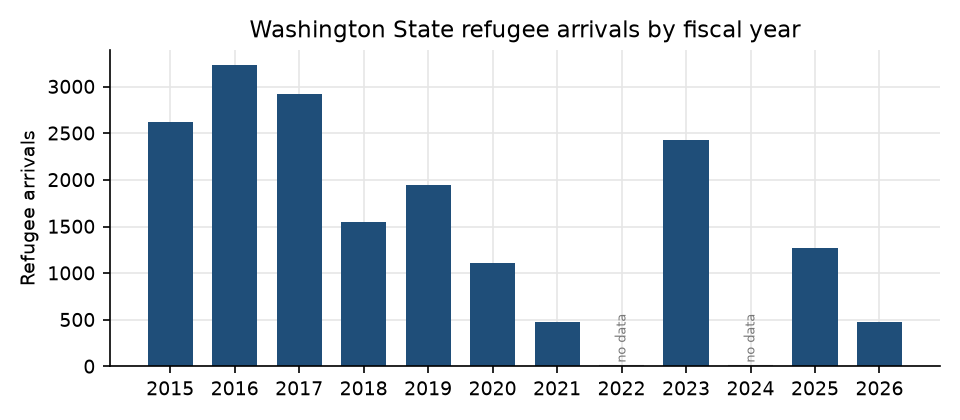 Washington State refugee arrivals by fiscal year
Refugee arrivals
3000
2500
2000
1500
1000
500
0
no data
no data
2015 2016 2017 2018 2019 2020 2021 2022 2023 2024 2025 2026